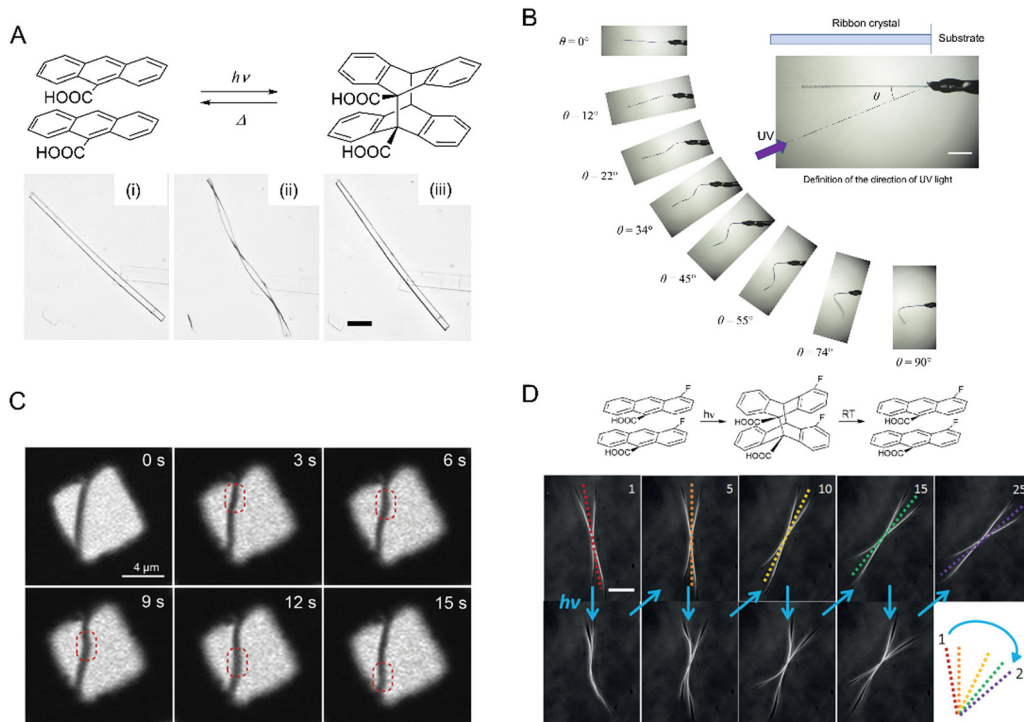 A
hν
Δ
HOOC
HOOC
HOOC
HOOC
(i)
(ii)
(iii)
B
θ = 0°
θ = 12°
θ = 22°
θ = 34°
θ = 45°
θ = 55°
θ = 74°
θ = 90°
Ribbon crystal
Substrate
θ
UV
Definition of the direction of UV light
C
0 s
3 s
6 s
4 μm
9 s
12 s
15 s
D
F
F
HOOC
HOOC
hν
F
F
HOOC
HOOC
RT
F
F
HOOC
HOOC
1
5
10
15
25
hν
1
2